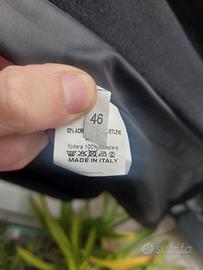 46
fodera 100% poliestere
MADE IN ITALY
subito